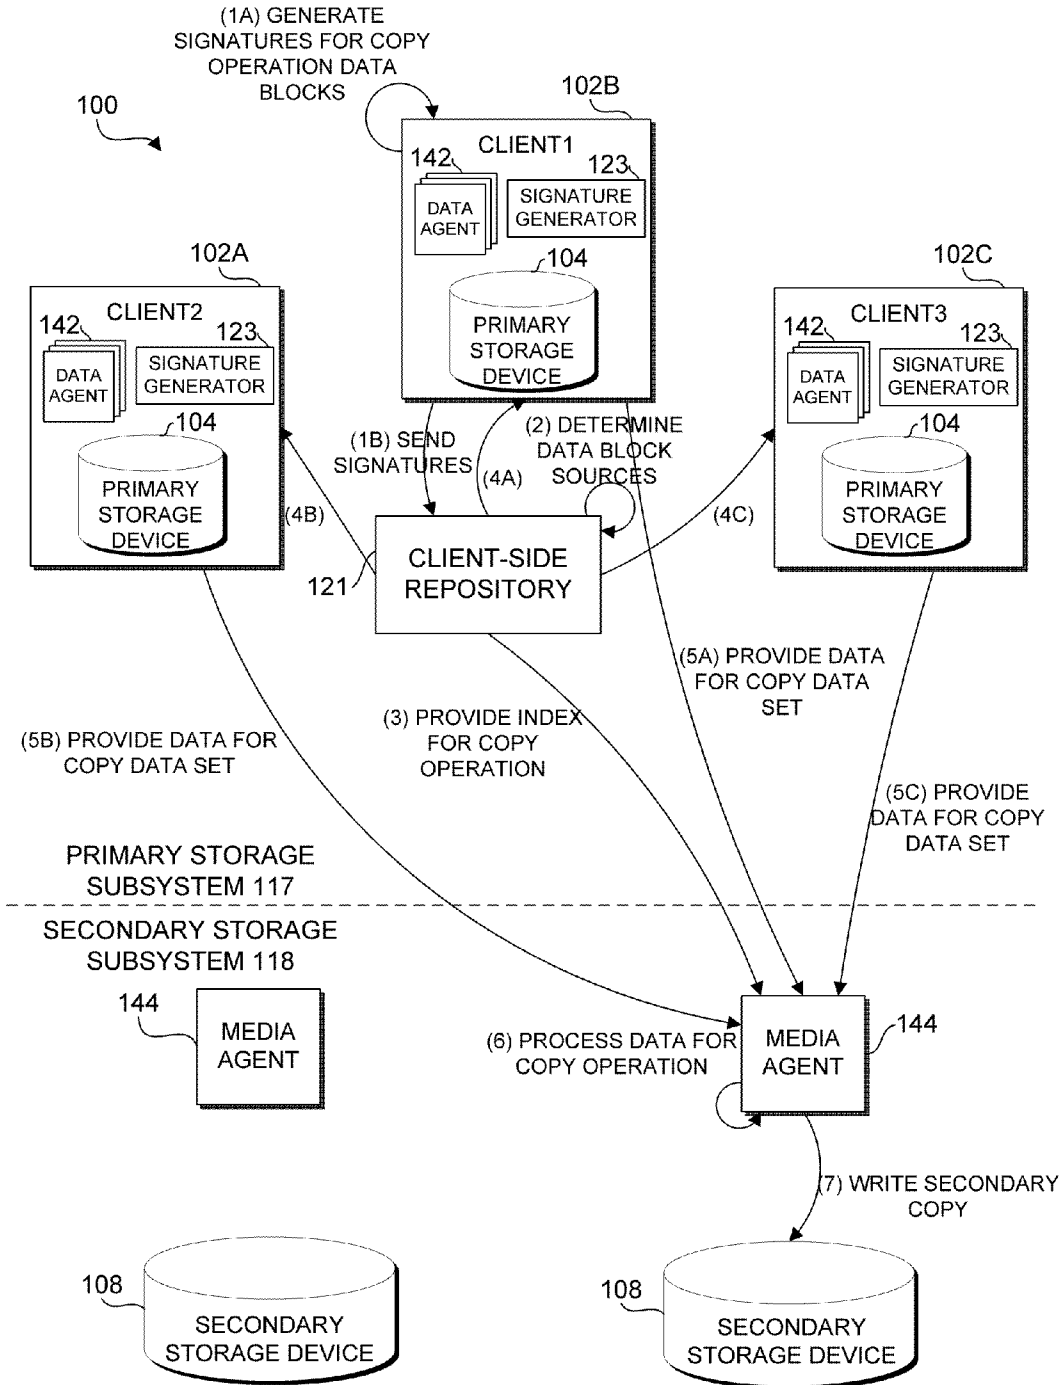 (1A) GENERATE
SIGNATURES FOR COPY
OPERATION DATA
BLOCKS
100
102B
CLIENT1
142
123
DATA
AGENT
SIGNATURE
GENERATOR
104
PRIMARY
STORAGE
DEVICE
102A
CLIENT2
142
123
DATA
AGENT
SIGNATURE
GENERATOR
104
PRIMARY
STORAGE
DEVICE
102C
CLIENT3
142
123
DATA
AGENT
SIGNATURE
GENERATOR
104
PRIMARY
STORAGE
DEVICE
(1B) SEND
SIGNATURES
(4A)
(2) DETERMINE
DATA BLOCK
SOURCES
(4B)
(4C)
121
CLIENT-SIDE
REPOSITORY
(5A) PROVIDE DATA
FOR COPY DATA
SET
(3) PROVIDE INDEX
FOR COPY
OPERATION
(5B) PROVIDE DATA FOR
COPY DATA SET
(5C) PROVIDE
DATA FOR COPY
DATA SET
PRIMARY STORAGE
SUBSYSTEM 117
SECONDARY STORAGE
SUBSYSTEM 118
144
MEDIA
AGENT
(6) PROCESS DATA FOR
COPY OPERATION
MEDIA
AGENT
144
(7) WRITE SECONDARY
COPY
108
SECONDARY
STORAGE DEVICE
108
SECONDARY
STORAGE DEVICE